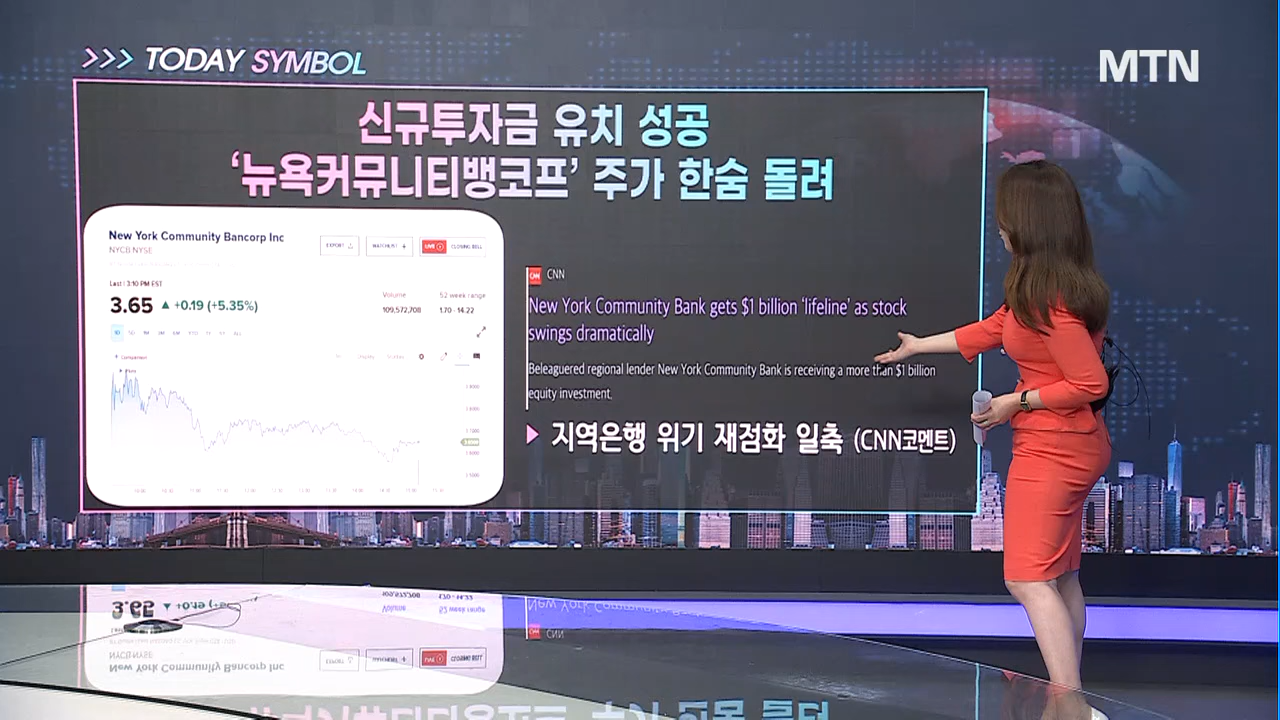 >>> TODAY SYMBOL
MTN
신규투자금 유치 성공
‘뉴욕커뮤니티뱅코프’ 주가 한숨 돌려
New York Community Bancorp Inc
NYCB:NYSE
EXPORT
WATCHLIST +
LIVE CLOSING BELL
Last | 3:10 PM EST
3.65 ▲ +0.19 (+5.35%)
Volume 52 week range
109,572,708 1.70 - 14.22
CNN CNN
New York Community Bank gets $1 billion ‘lifeline’ as stock
swings dramatically
Beleaguered regional lender New York Community Bank is receiving a more than $1 billion
equity investment.
▶ 지역은행 위기 재점화 일축 (CNN코멘트)